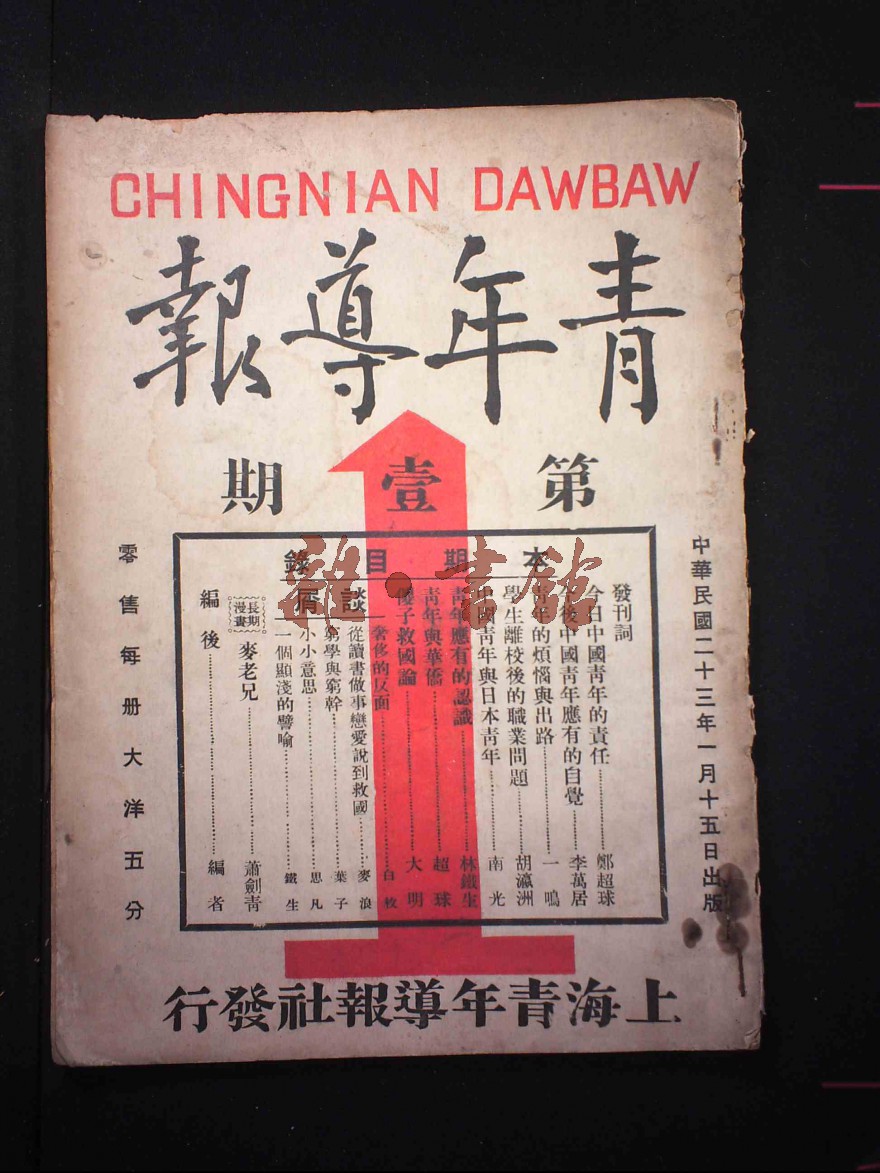 CHINGNIAN DAWBAW
青年導報
第壹期
中華民國二十三年一月十五日出版
本期目錄
發刊詞
今日中國青年的責任⋯⋯鄭超球
今後中國青年應有的自覺⋯⋯李萬居
青年的煩惱與出路⋯⋯一鳴
學生離校後的職業問題⋯⋯胡瀛洲
中國青年與日本青年⋯⋯南光
青年應有的認識⋯⋯林鐵生
青年與華僑⋯⋯超球
傻子救國論⋯⋯大明
談屑
奢侈的反面⋯⋯白牧
從讀書做事戀愛說到救國⋯⋯麥浪
窮學與窮幹⋯⋯葉子
小小意思⋯⋯思凡
一個顯淺的譬喻⋯⋯鐵生
長期漫畫 麥老兄⋯⋯蕭劍青
編後⋯⋯編者
零售每册大洋五分
上海青年導報社發行
雜·書館